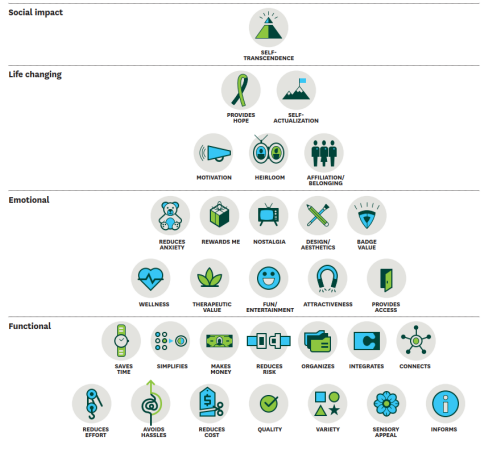 Social impact
SELF-
TRANSCENDENCE
Life changing
PROVIDES
HOPE
SELF-
ACTUALIZATION
MOTIVATION
HEIRLOOM
AFFILIATION/
BELONGING
Emotional
REDUCES
ANXIETY
REWARDS ME
NOSTALGIA
DESIGN/
AESTHETICS
BADGE
VALUE
WELLNESS
THERAPEUTIC
VALUE
FUN/
ENTERTAINMENT
ATTRACTIVENESS
PROVIDES
ACCESS
Functional
SAVES
TIME
SIMPLIFIES
MAKES
MONEY
REDUCES
RISK
ORGANIZES
INTEGRATES
CONNECTS
REDUCES
EFFORT
AVOIDS
HASSLES
REDUCES
COST
QUALITY
VARIETY
SENSORY
APPEAL
INFORMS